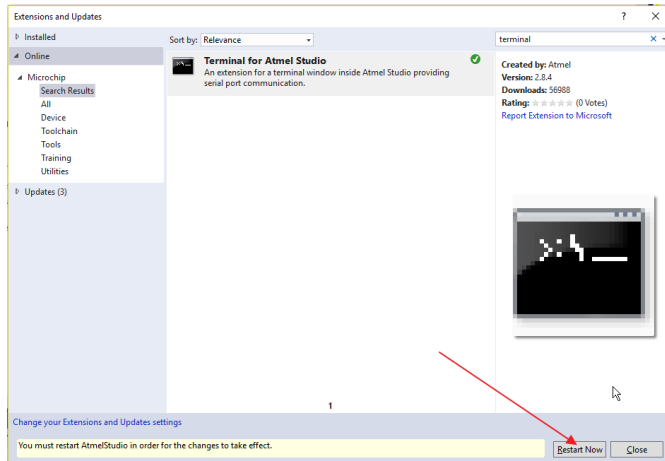 Extensions and Updates
? ×
Installed
Sort by: Relevance
terminal
Online
Terminal for Atmel Studio
An extension for a terminal window inside Atmel Studio providing
serial port communication.
Created by: Atmel
Version: 2.8.4
Downloads: 56988
Rating: ☆☆☆☆☆ (0 Votes)
Report Extension to Microsoft
Microchip
Search Results
All
Device
Toolchain
Tools
Training
Utilities
Updates (3)
>:\_
1
Change your Extensions and Updates settings
You must restart AtmelStudio in order for the changes to take effect.
Restart Now Close